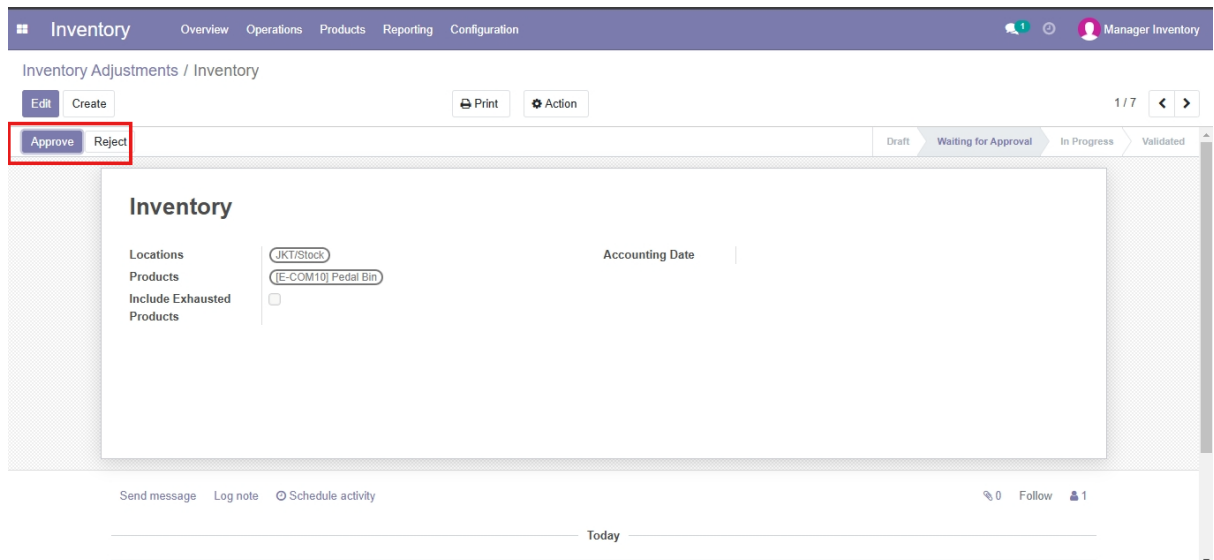 Inventory Overview Operations Products Reporting Configuration 1 Manager Inventory
Inventory Adjustments / Inventory
Edit Create Print Action 1 / 7
Approve Reject Draft Waiting for Approval In Progress Validated
Inventory
Locations JKT/Stock Accounting Date
Products [E-COM10] Pedal Bin
Include Exhausted
Products
Send message Log note Schedule activity 0 Follow 1
Today